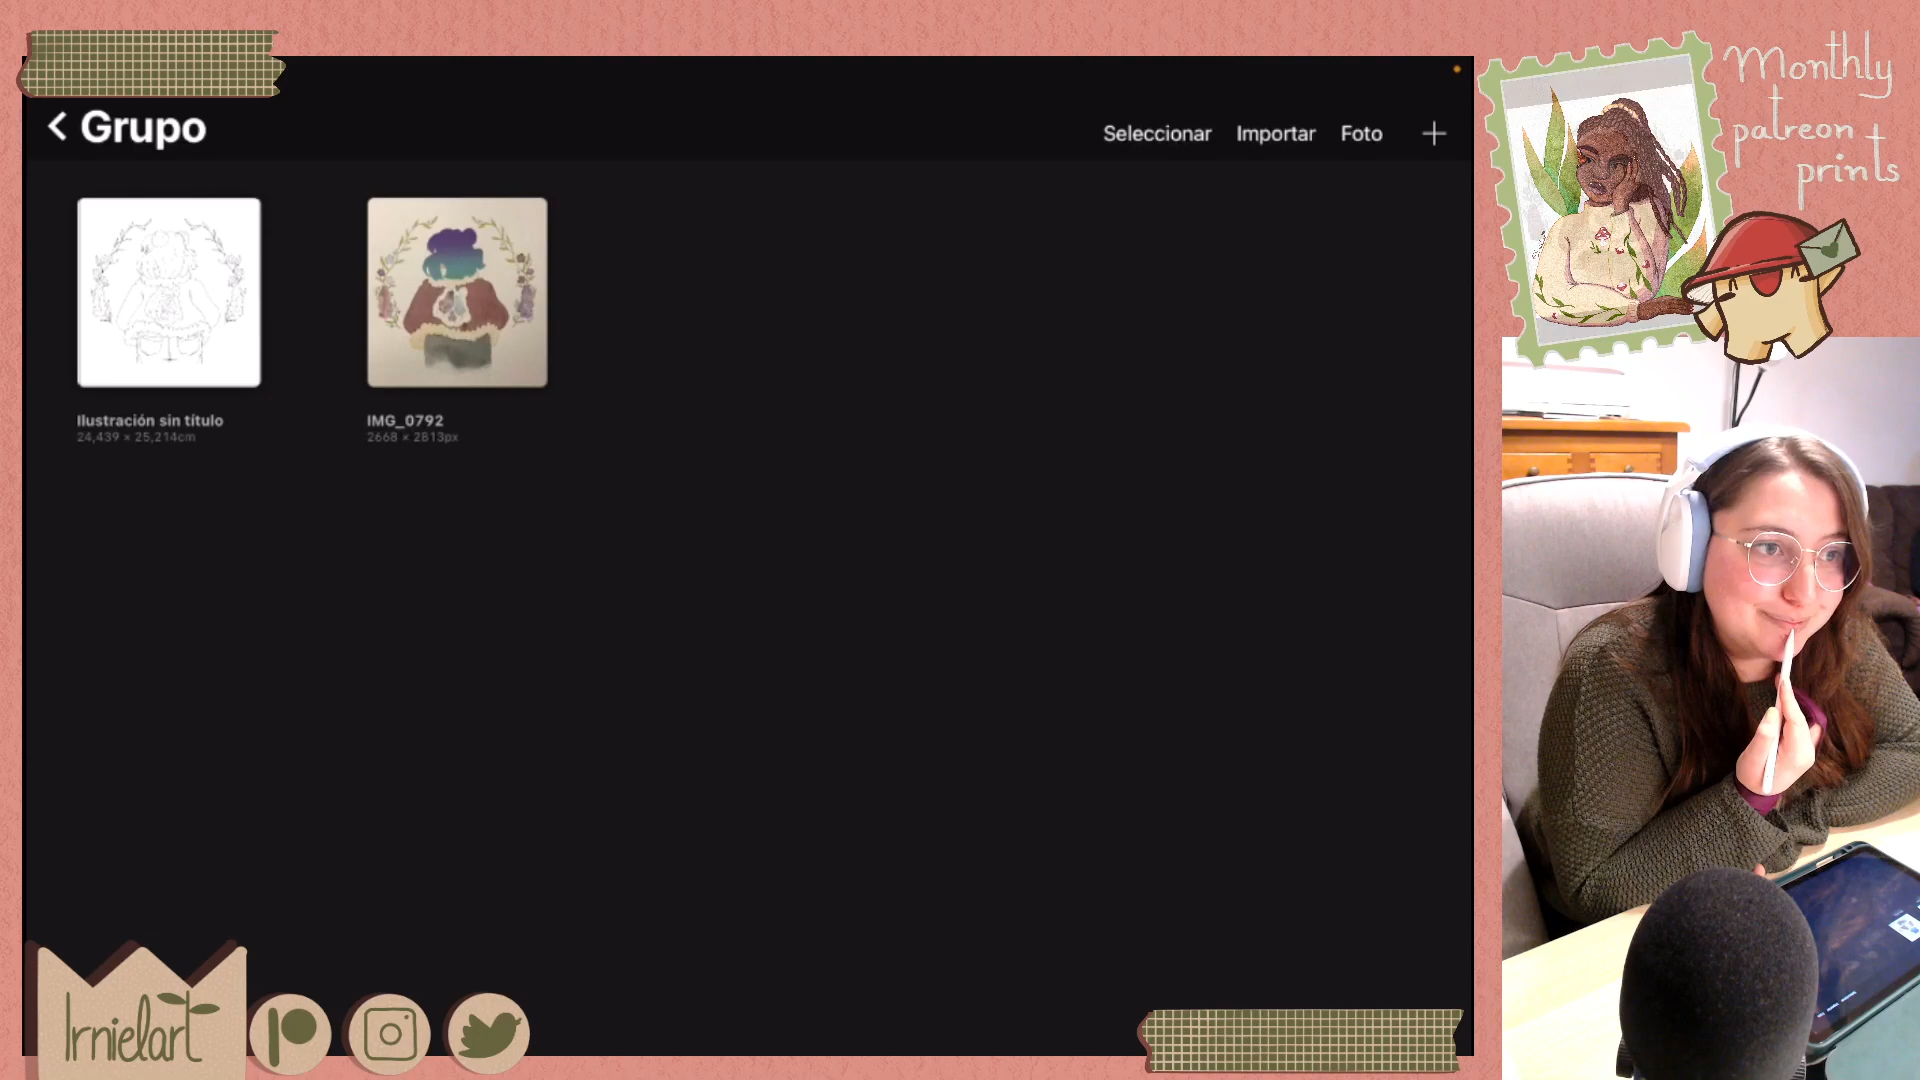 Grupo
Seleccionar Importar Foto
Ilustración sin título
24,439 × 25,214cm
IMG_0792
2668 × 2813px
Monthly
patreon
prints
Irnielart